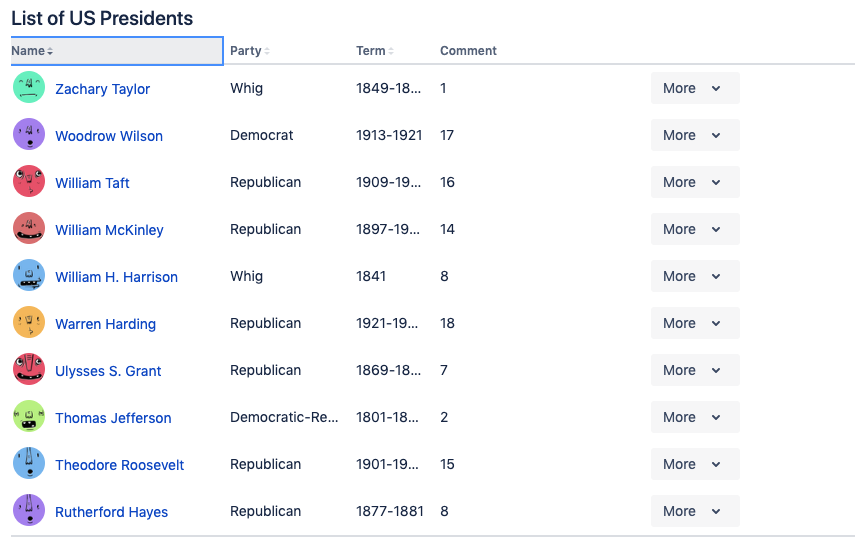 List of US Presidents
Name Party Term Comment
Zachary Taylor Whig 1849-18... 1 More
Woodrow Wilson Democrat 1913-1921 17 More
William Taft Republican 1909-19... 16 More
William McKinley Republican 1897-19... 14 More
William H. Harrison Whig 1841 8 More
Warren Harding Republican 1921-19... 18 More
Ulysses S. Grant Republican 1869-18... 7 More
Thomas Jefferson Democratic-Re... 1801-18... 2 More
Theodore Roosevelt Republican 1901-19... 15 More
Rutherford Hayes Republican 1877-1881 8 More